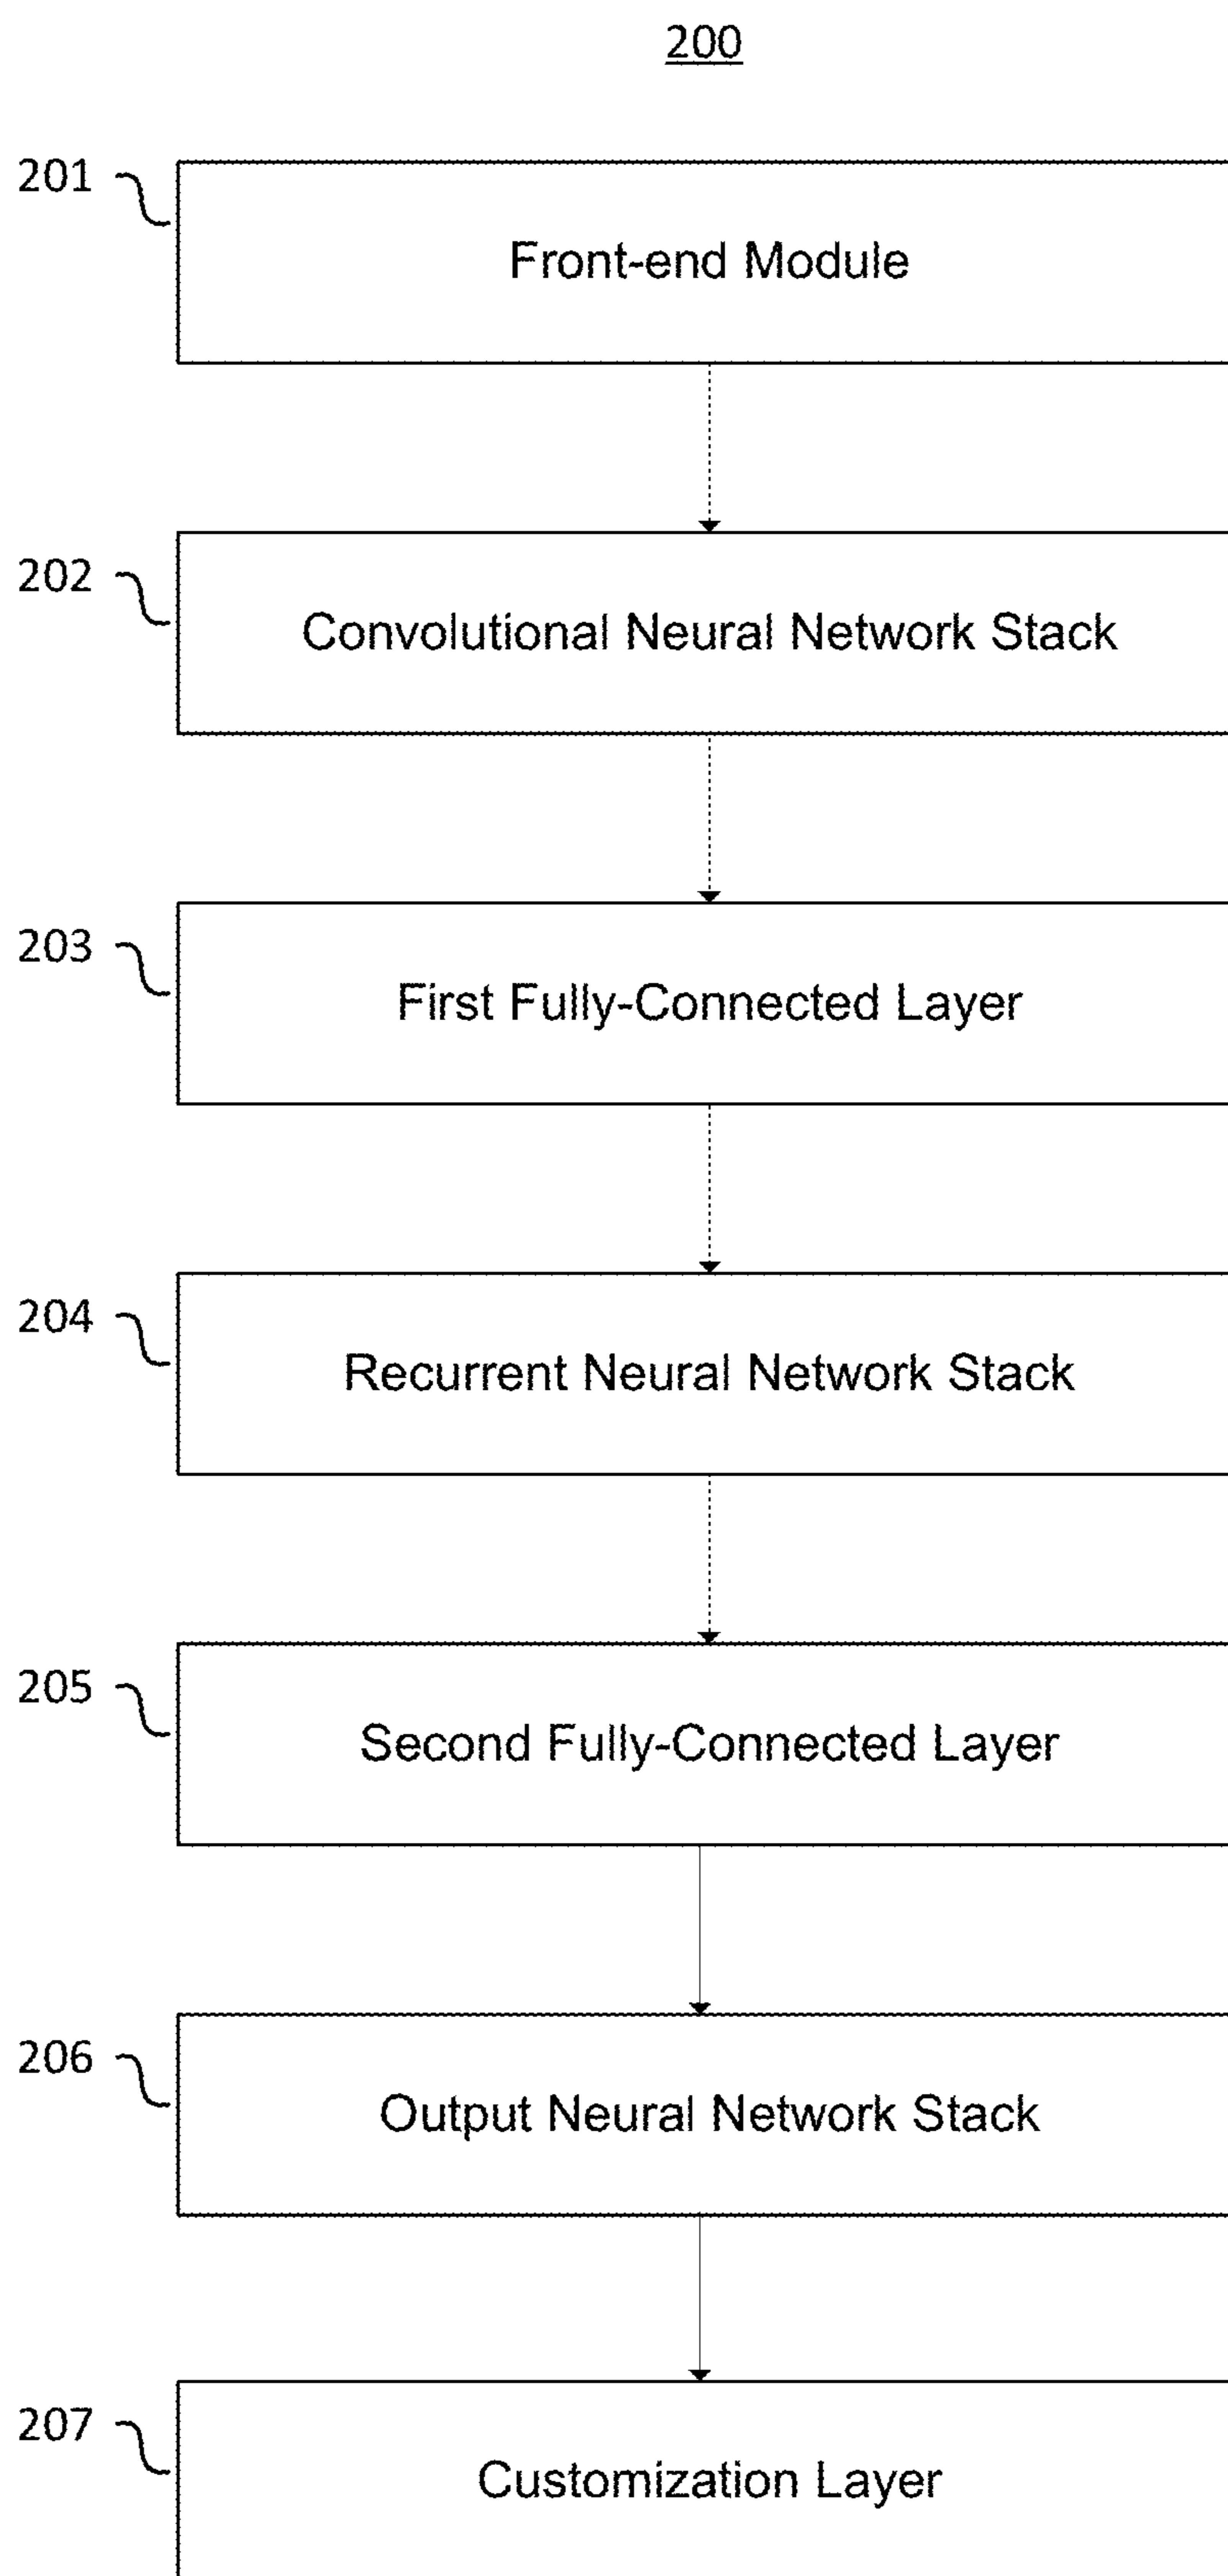 200
201
Front-end Module
202
Convolutional Neural Network Stack
203
First Fully-Connected Layer
204
Recurrent Neural Network Stack
205
Second Fully-Connected Layer
206
Output Neural Network Stack
207
Customization Layer